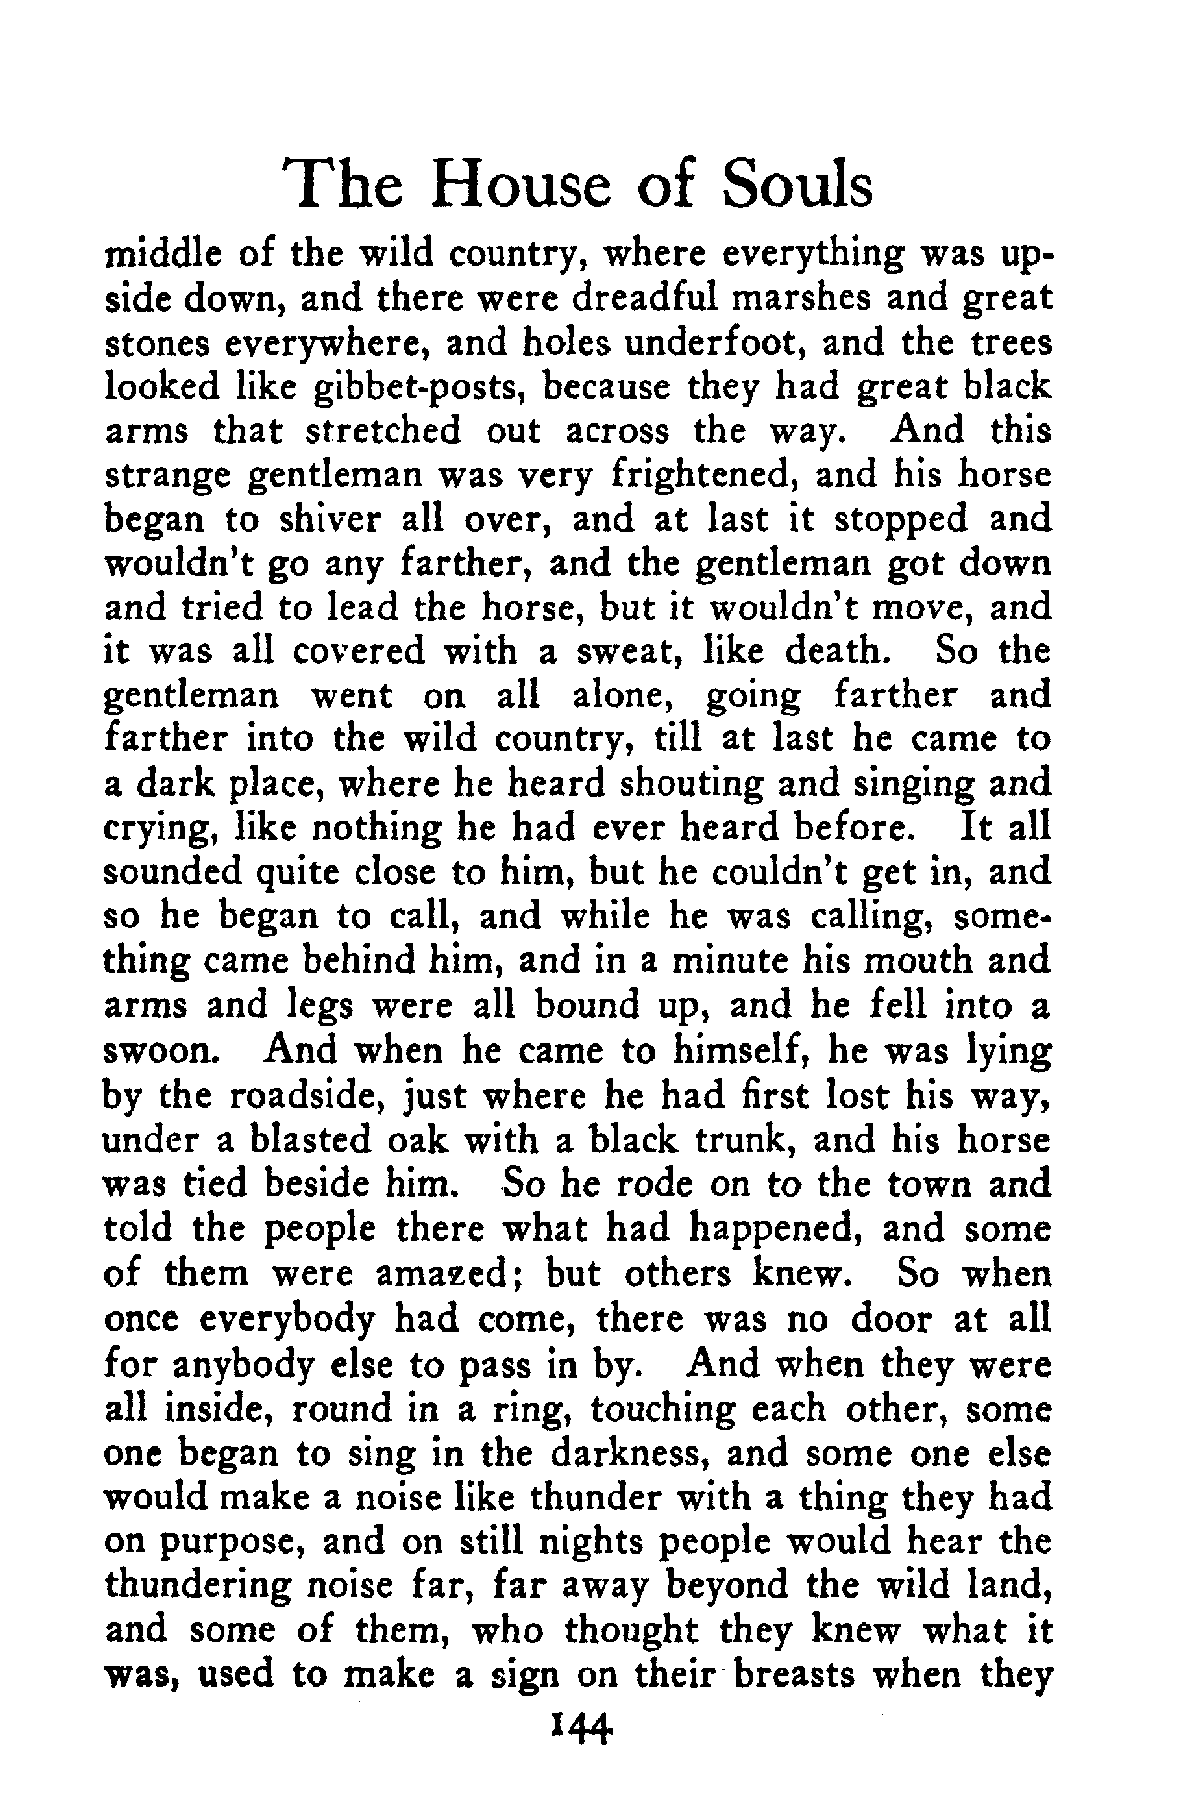 The House of Souls
middle of the wild country, where everything was up-
side down, and there were dreadful marshes and great
stones everywhere, and holes underfoot, and the trees
looked like gibbet-posts, because they had great black
arms that stretched out across the way. And this
strange gentleman was very frightened, and his horse
began to shiver all over, and at last it stopped and
wouldn't go any farther, and the gentleman got down
and tried to lead the horse, but it wouldn't move, and
it was all covered with a sweat, like death. So the
gentleman went on all alone, going farther and
farther into the wild country, till at last he came to
a dark place, where he heard shouting and singing and
crying, like nothing he had ever heard before. It all
sounded quite close to him, but he couldn't get in, and
so he began to call, and while he was calling, some-
thing came behind him, and in a minute his mouth and
arms and legs were all bound up, and he fell into a
swoon. And when he came to himself, he was lying
by the roadside, just where he had first lost his way,
under a blasted oak with a black trunk, and his horse
was tied beside him. So he rode on to the town and
told the people there what had happened, and some
of them were amazed; but others knew. So when
once everybody had come, there was no door at all
for anybody else to pass in by. And when they were
all inside, round in a ring, touching each other, some
one began to sing in the darkness, and some one else
would make a noise like thunder with a thing they had
on purpose, and on still nights people would hear the
thundering noise far, far away beyond the wild land,
and some of them, who thought they knew what it
was, used to make a sign on their breasts when they
144